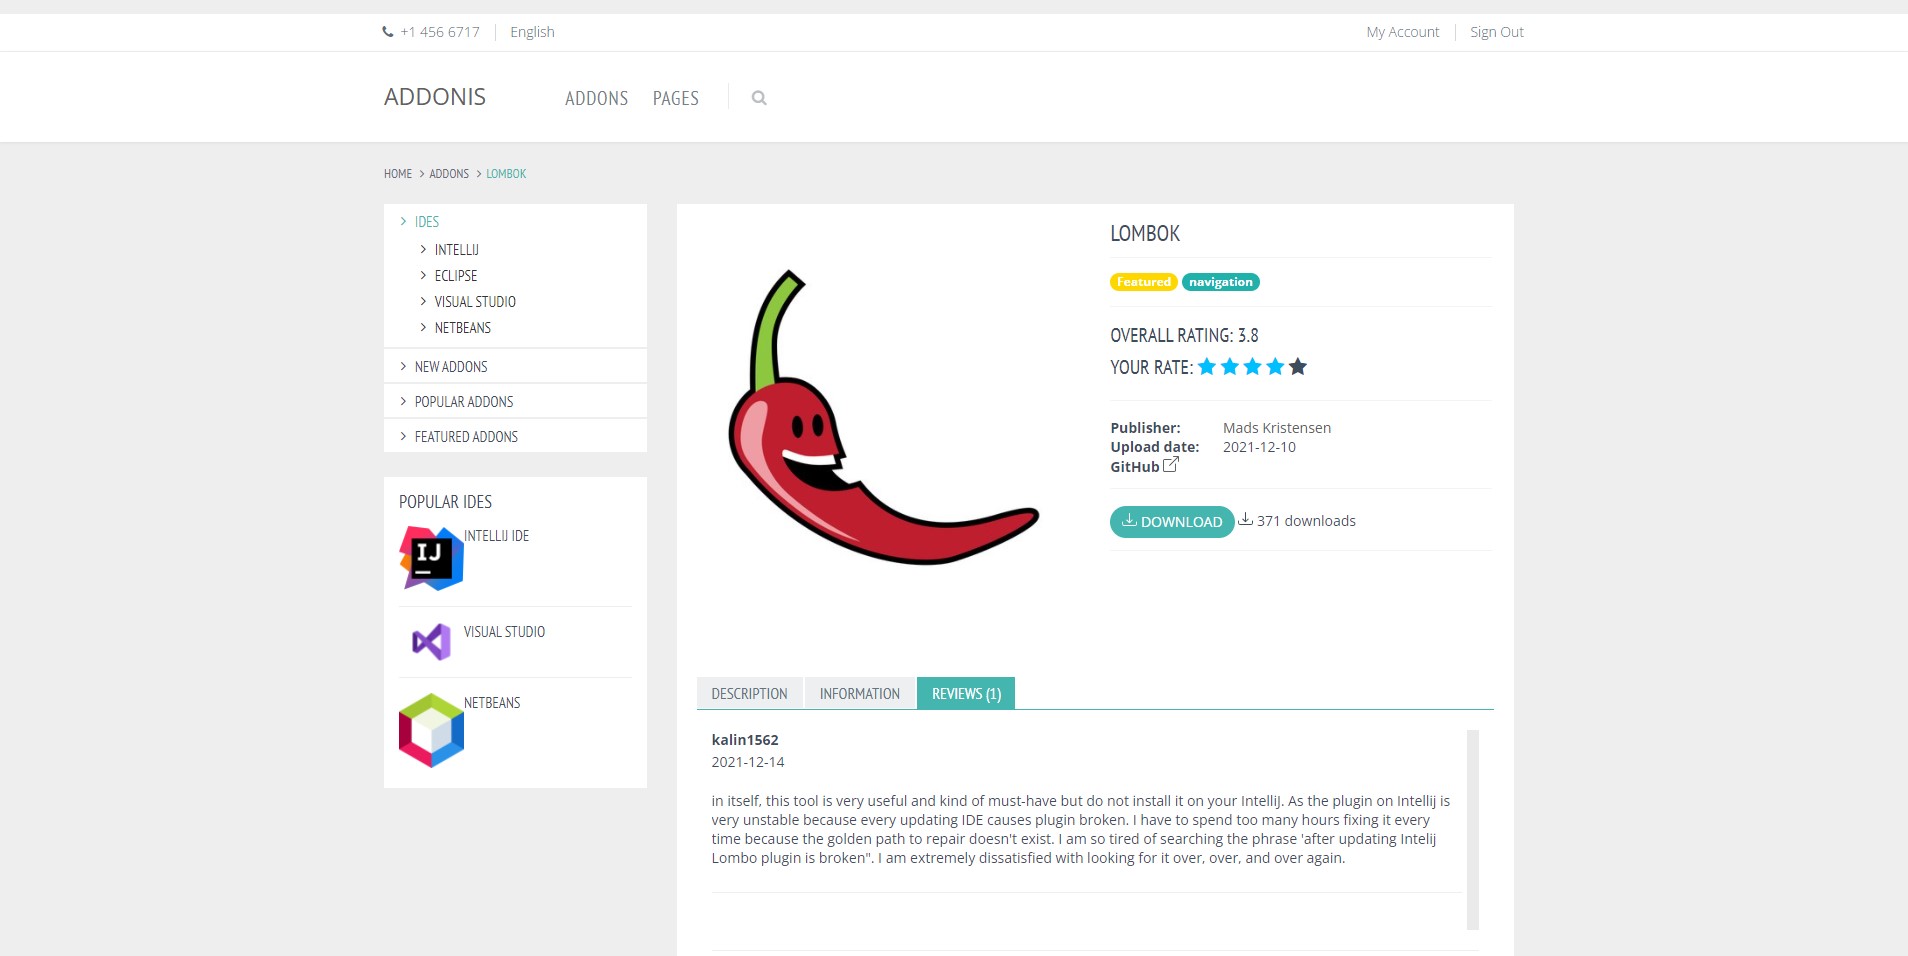 +1 456 6717
English
My Account
Sign Out
ADDONIS
ADDONS
PAGES
HOME > ADDONS > LOMBOK
IDES
INTELLIJ
ECLIPSE
VISUAL STUDIO
NETBEANS
NEW ADDONS
POPULAR ADDONS
FEATURED ADDONS
POPULAR IDES
IJ
INTELLIJ IDE
VISUAL STUDIO
NETBEANS
LOMBOK
Featured navigation
OVERALL RATING: 3.8
YOUR RATE:
Publisher: Mads Kristensen
Upload date: 2021-12-10
GitHub
DOWNLOAD 371 downloads
DESCRIPTION
INFORMATION
REVIEWS (1)
kalin1562
2021-12-14
in itself, this tool is very useful and kind of must-have but do not install it on your IntelliJ. As the plugin on Intellij is
very unstable because every updating IDE causes plugin broken. I have to spend too many hours fixing it every
time because the golden path to repair doesn't exist. I am so tired of searching the phrase 'after updating Intelij
Lombo plugin is broken". I am extremely dissatisfied with looking for it over, over, and over again.